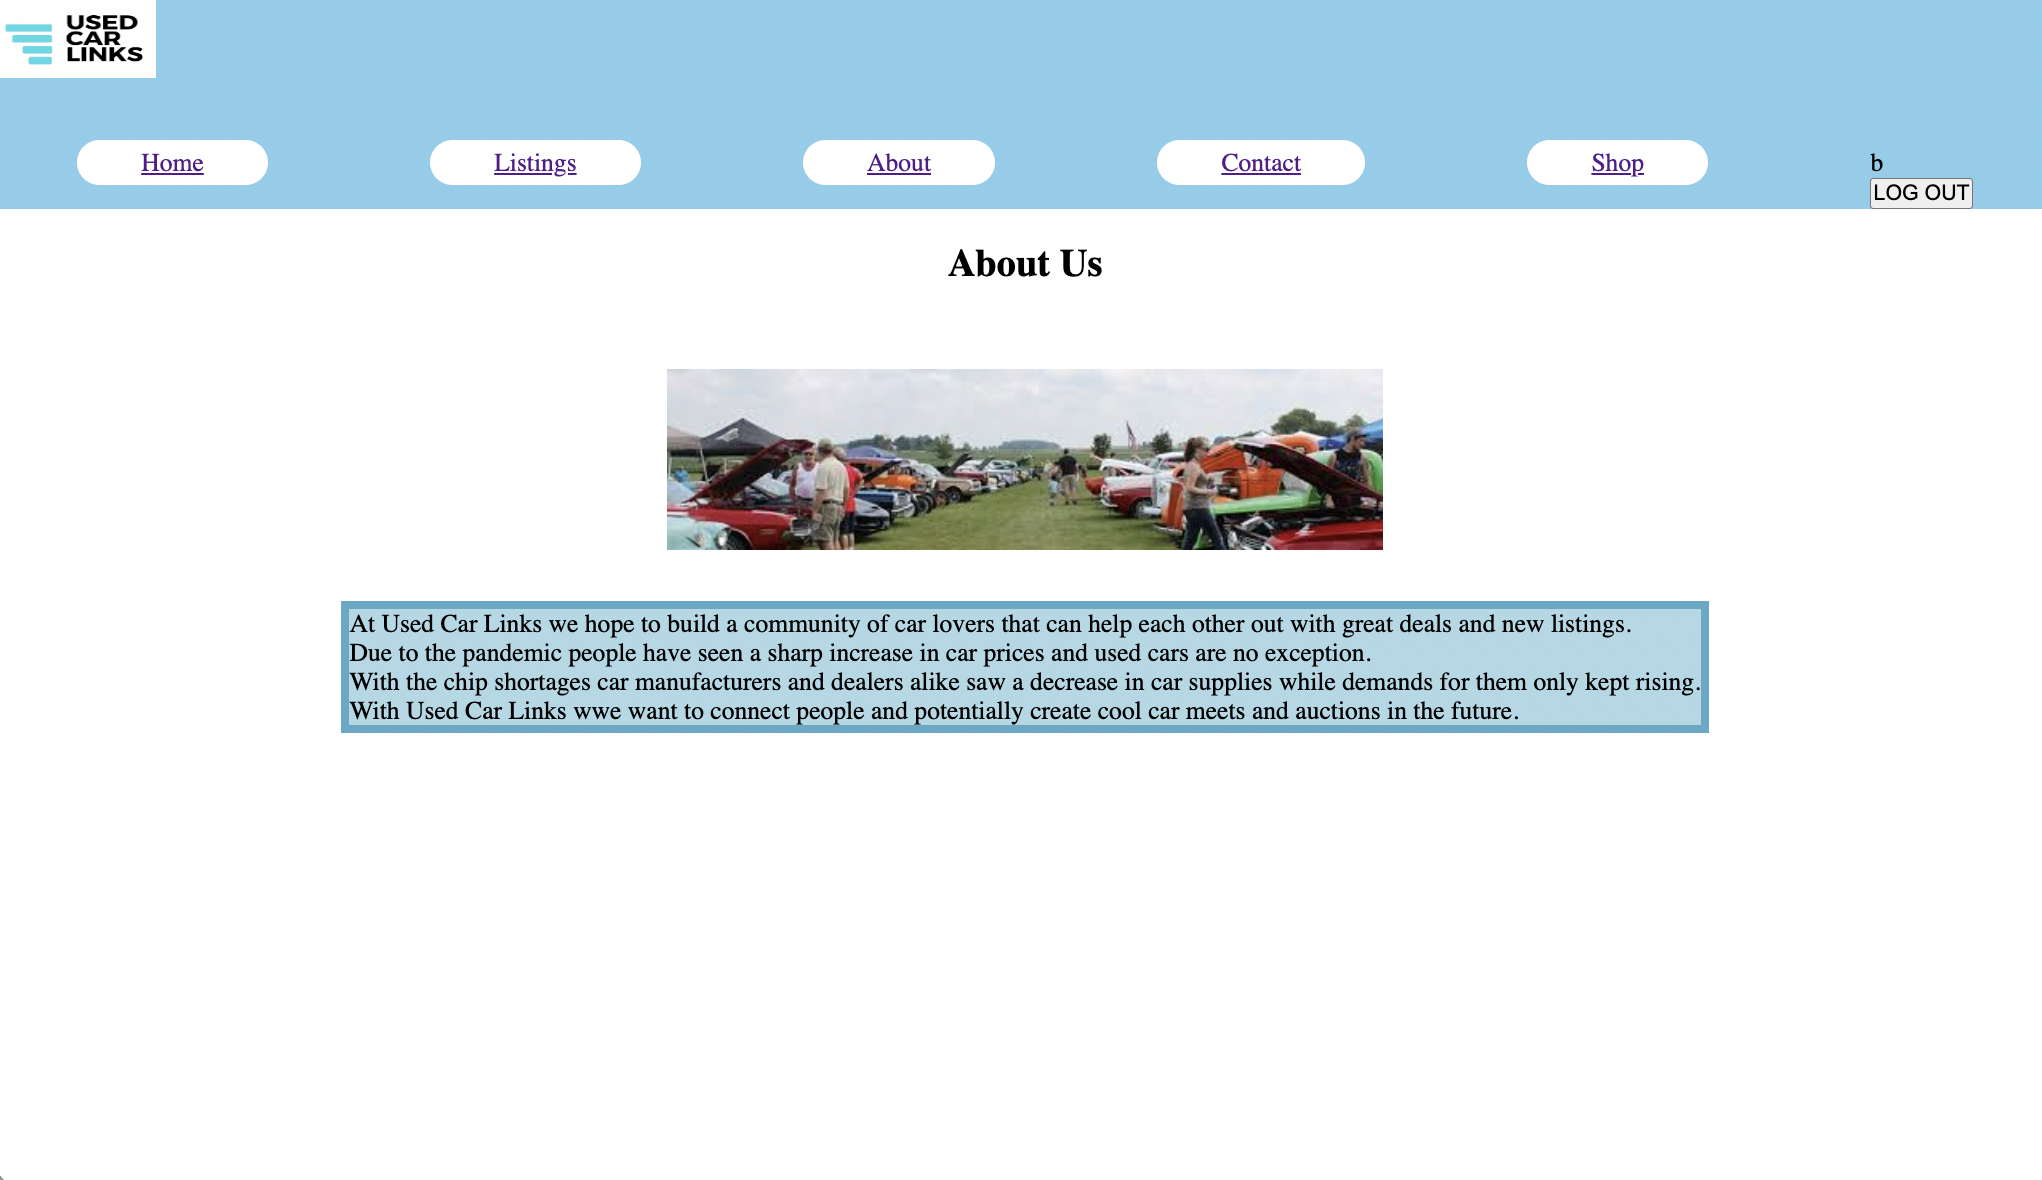 USED
CAR
LINKS
Home
Listings
About
Contact
Shop
b
LOG OUT
About Us
At Used Car Links we hope to build a community of car lovers that can help each other out with great deals and new listings.
Due to the pandemic people have seen a sharp increase in car prices and used cars are no exception.
With the chip shortages car manufacturers and dealers alike saw a decrease in car supplies while demands for them only kept rising.
With Used Car Links wwe want to connect people and potentially create cool car meets and auctions in the future.